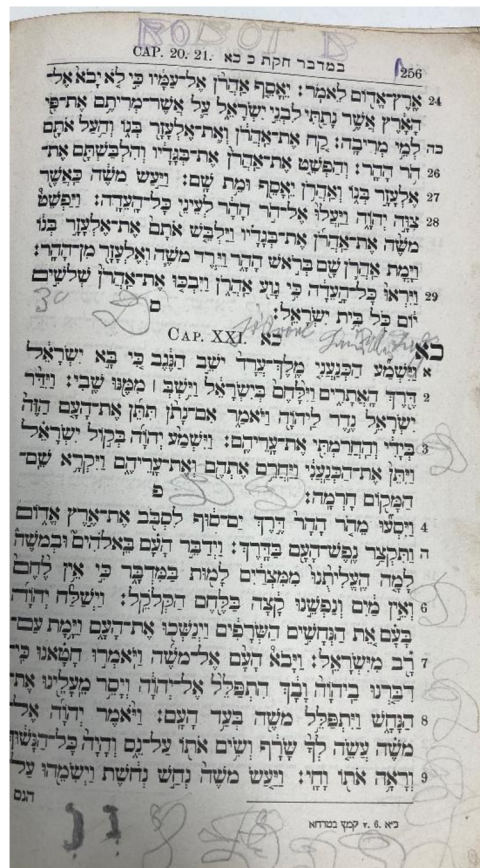 ROBOT B
256 במדבר חקת כ כא CAP. 20. 21.
24 אֶרֶץ־אֱדוֹם לֵאמֹר׃ יֵאָסֵף אַהֲרֹן אֶל־עַמָּיו כִּי לֹא יָבֹא אֶל־
הָאָרֶץ אֲשֶׁר נָתַתִּי לִבְנֵי יִשְׂרָאֵל עַל אֲשֶׁר־מְרִיתֶם אֶת־פִּי
כה לְמֵי מְרִיבָה׃ קַח אֶת־אַהֲרֹן וְאֶת־אֶלְעָזָר בְּנוֹ וְהַעַל אֹתָם
26 הֹר הָהָר׃ וְהַפְשֵׁט אֶת־אַהֲרֹן אֶת־בְּגָדָיו וְהִלְבַּשְׁתָּם אֶת־
27 אֶלְעָזָר בְּנוֹ וְאַהֲרֹן יֵאָסֵף וּמֵת שָׁם׃ וַיַּעַשׂ מֹשֶׁה כַּאֲשֶׁר
28 צִוָּה יְהוָה וַיַּעֲלוּ אֶל־הֹר הָהָר לְעֵינֵי כָּל־הָעֵדָה׃ וַיַּפְשֵׁט
מֹשֶׁה אֶת־אַהֲרֹן אֶת־בְּגָדָיו וַיַּלְבֵּשׁ אֹתָם אֶת־אֶלְעָזָר בְּנוֹ
וַיָּמָת אַהֲרֹן שָׁם בְּרֹאשׁ הָהָר וַיֵּרֶד מֹשֶׁה וְאֶלְעָזָר מִן־הָהָר׃
29 וַיִּרְאוּ כָּל־הָעֵדָה כִּי גָוַע אַהֲרֹן וַיִּבְכּוּ אֶת־אַהֲרֹן שְׁלֹשִׁים
יוֹם כֹּל בֵּית יִשְׂרָאֵל׃ ס
CAP. XXI. כא
כא
א וַיִּשְׁמַע הַכְּנַעֲנִי מֶלֶךְ־עֲרָד יֹשֵׁב הַנֶּגֶב כִּי בָּא יִשְׂרָאֵל
2 דֶּרֶךְ הָאֲתָרִים וַיִּלָּחֶם בְּיִשְׂרָאֵל וַיִּשְׁבְּ ׀ מִמֶּנּוּ שֶׁבִי׃ וַיִּדַּר
יִשְׂרָאֵל נֶדֶר לַיהוָה וַיֹּאמַר אִם־נָתֹן תִּתֵּן אֶת־הָעָם הַזֶּה
3 בְּיָדִי וְהַחֲרַמְתִּי אֶת־עָרֵיהֶם׃ וַיִּשְׁמַע יְהוָה בְּקוֹל יִשְׂרָאֵל
וַיִּתֵּן אֶת־הַכְּנַעֲנִי וַיַּחֲרֵם אֶתְהֶם וְאֶת־עָרֵיהֶם וַיִּקְרָא שֵׁם־
הַמָּקוֹם חָרְמָה׃ פ
4 וַיִּסְעוּ מֵהֹר הָהָר דֶּרֶךְ יַם־סוּף לִסְבֹּב אֶת־אֶרֶץ אֱדוֹם
ה וַתִּקְצַר נֶפֶשׁ־הָעָם בַּדָּרֶךְ׃ וַיְדַבֵּר הָעָם בֵּאלֹהִים וּבְמֹשֶׁה
לָמָה הֶעֱלִיתֻנוּ מִמִּצְרַיִם לָמוּת בַּמִּדְבָּר כִּי אֵין לֶחֶם
6 וְאֵין מַיִם וְנַפְשֵׁנוּ קָצָה בַּלֶּחֶם הַקְּלֹקֵל׃ וַיְשַׁלַּח יְהוָה
בָּעָם אֵת הַנְּחָשִׁים הַשְּׂרָפִים וַיְנַשְּׁכוּ אֶת־הָעָם וַיָּמָת עַם־
7 רָב מִיִּשְׂרָאֵל׃ וַיָּבֹא הָעָם אֶל־מֹשֶׁה וַיֹּאמְרוּ חָטָאנוּ כִּי־
דִבַּרְנוּ בַיהוָה וָבָךְ הִתְפַּלֵּל אֶל־יְהוָה וְיָסֵר מֵעָלֵינוּ אֶת־
8 הַנָּחָשׁ וַיִּתְפַּלֵּל מֹשֶׁה בְּעַד הָעָם׃ וַיֹּאמֶר יְהוָה אֶל־
מֹשֶׁה עֲשֵׂה לְךָ שָׂרָף וְשִׂים אֹתוֹ עַל־נֵס וְהָיָה כָּל־הַנָּשׁוּךְ
9 וְרָאָה אֹתוֹ וָחָי׃ וַיַּעַשׂ מֹשֶׁה נְחַשׁ נְחֹשֶׁת וַיְשִׂמֵהוּ עַל־
הנס
כ״א v. 6. קמץ בטרחא